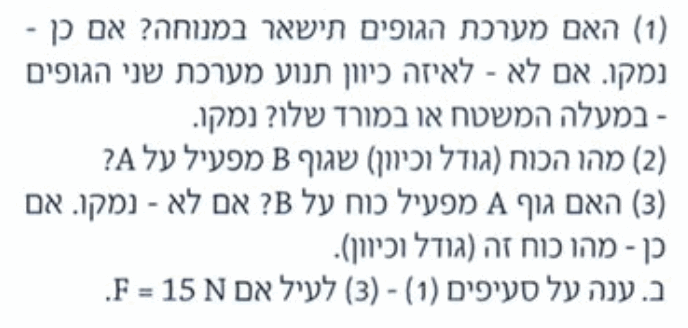 (1) האם מערכת הגופים תישאר במנוחה? אם כן -
נמקו. אם לא - לאיזה כיוון תנוע מערכת שני הגופים
- במעלה המשטח או במורד שלו? נמקו.
(2) מהו הכוח (גודל וכיוון) שגוף B מפעיל על A?
(3) האם גוף A מפעיל כוח על B? אם לא - נמקו. אם
כן - מהו כוח זה (גודל וכיוון).
ב. ענה על סעיפים (1) - (3) לעיל אם F = 15 N.